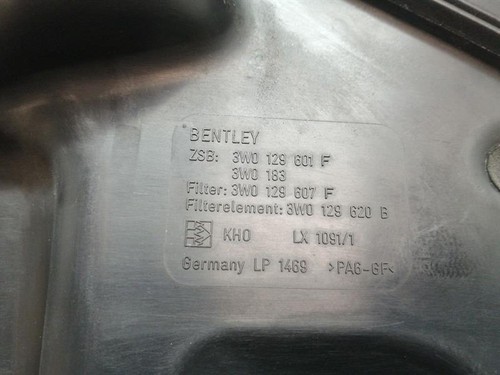 BENTLEY
ZSB: 3W0 129 601 F
3W0 183
Filter: 3W0 129 607 F
Filterelement: 3W0 129 620 B
KHO LX 1091/1
Germany LP 1469 >PA6-GF<